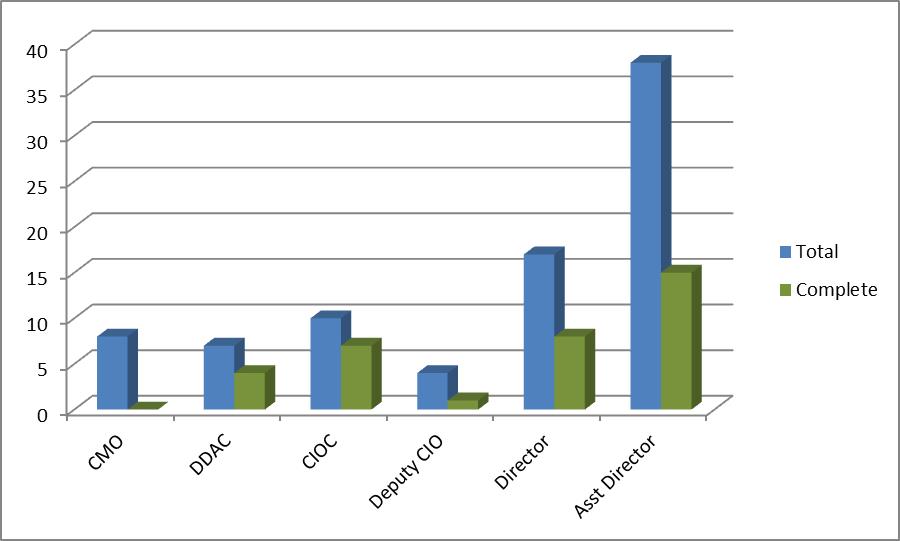 40
35
30
25
20
15
10
5
0
CMO
DDAC
CIOC
Deputy CIO
Director
Asst Director
Total
Complete